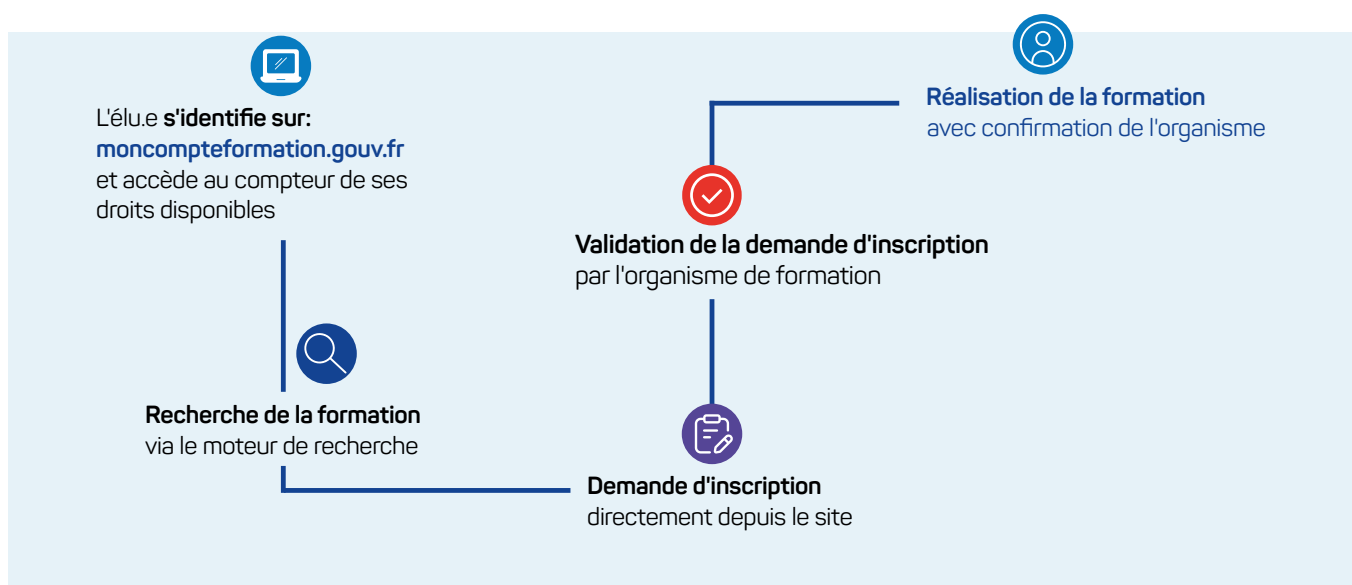 L'élu.e s'identifie sur:
moncompteformation.gouv.fr
et accède au compteur de ses
droits disponibles
Recherche de la formation
via le moteur de recherche
Demande d'inscription
directement depuis le site
Validation de la demande d'inscription
par l'organisme de formation
Réalisation de la formation
avec confirmation de l'organisme